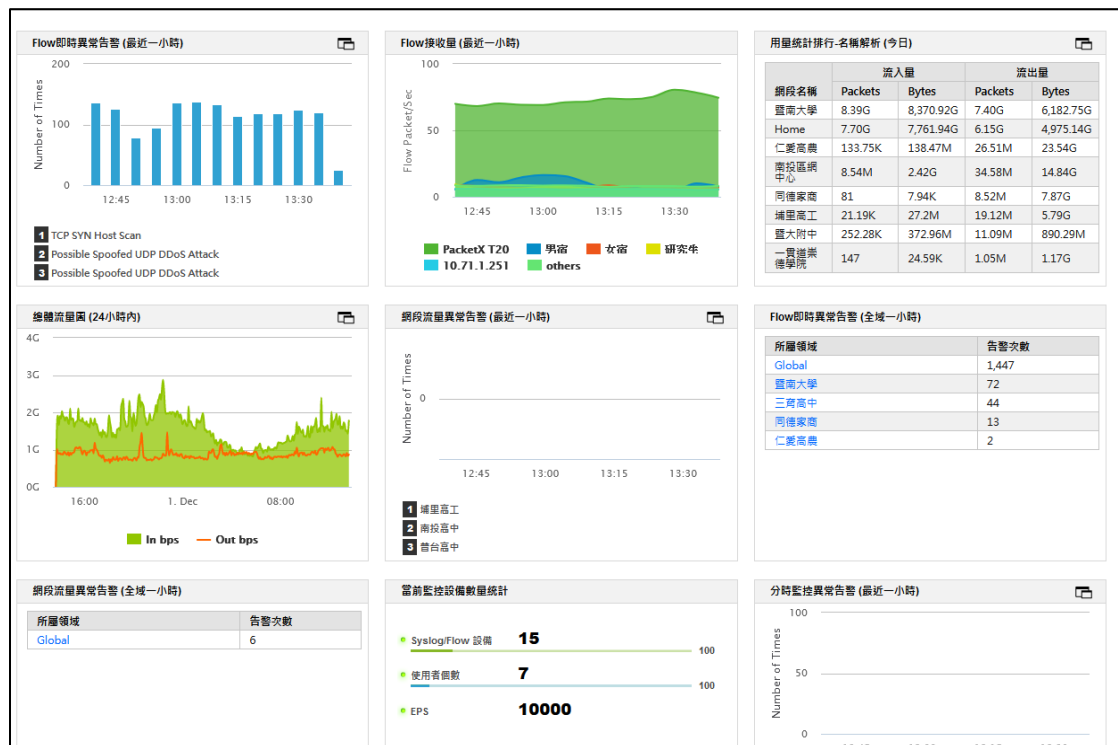 Flow即時異常告警 (最近一小時)
200
100
0
Number of Times
12:45 13:00 13:15 13:30
1 TCP SYN Host Scan
2 Possible Spoofed UDP DDoS Attack
3 Possible Spoofed UDP DDoS Attack
Flow接收量 (最近一小時)
100
50
0
Flow Packet/Sec
12:45 13:00 13:15 13:30
PacketX T20 男宿 女宿 研究生
10.71.1.251 others
用量統計排行-名稱解析 (今日)
流入量 流出量
網段名稱 Packets Bytes Packets Bytes
暨南大學 8.39G 8,370.92G 7.40G 6,182.75G
Home 7.70G 7,761.94G 6.15G 4,975.14G
仁愛高農 133.75K 138.47M 26.51M 23.54G
南投區網
中心 8.54M 2.42G 34.58M 14.84G
同德家商 81 7.94K 8.52M 7.87G
埔里高工 21.19K 27.2M 19.12M 5.79G
暨大附中 252.28K 372.96M 11.09M 890.29M
一貫道崇
德學院 147 24.59K 1.05M 1.17G
總體流量圖 (24小時內)
4G
3G
2G
1G
0G
16:00 1. Dec 08:00
In bps Out bps
網段流量異常告警 (最近一小時)
Number of Times
0
12:45 13:00 13:15 13:30
1 埔里高工
2 南投高中
3 普台高中
Flow即時異常告警 (全域一小時)
所屬領域 告警次數
Global 1,447
暨南大學 72
三育高中 44
同德家商 13
仁愛高農 2
網段流量異常告警 (全域一小時)
所屬領域 告警次數
Global 6
當前監控設備數量統計
Syslog/Flow 設備 15
100
使用者個數 7
100
EPS 10000
分時監控異常告警 (最近一小時)
100
50
0
Number of Times